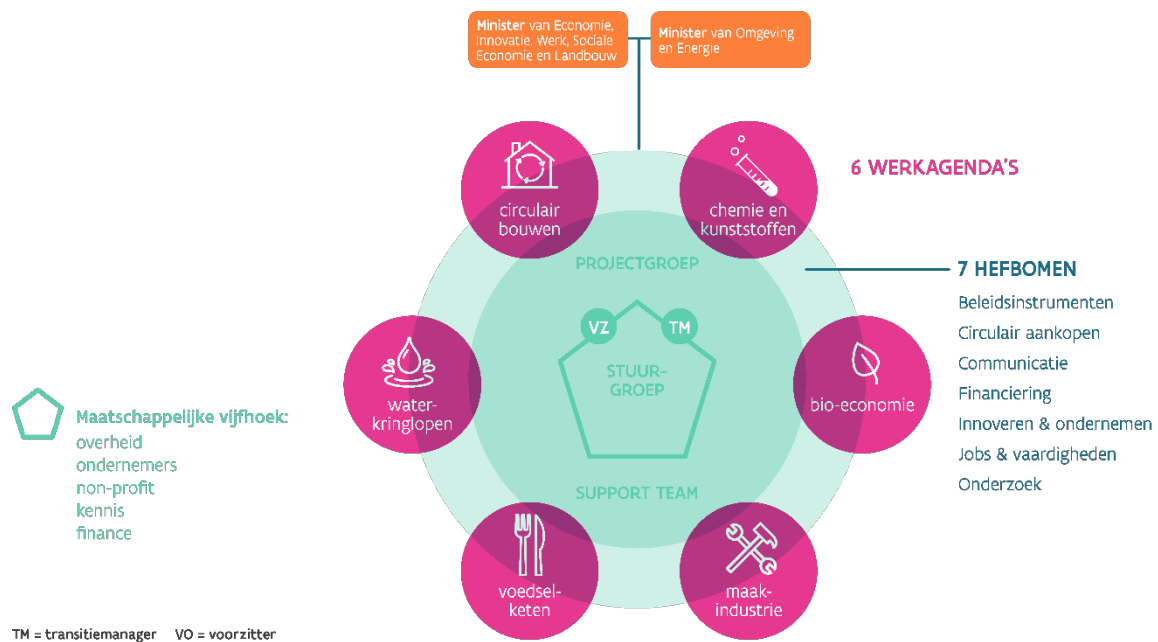 Minister van Economie,
Innovatie, Werk, Sociale
Economie en Landbouw
Minister van Omgeving
en Energie
circulair
bouwen
chemie en
kunststoffen
6 WERKAGENDA'S
PROJECTGROEP
7 HEFBOMEN
Beleidsinstrumenten
Circulair aankopen
Communicatie
Financiering
Innoveren & ondernemen
Jobs & vaardigheden
Onderzoek
VZ
TM
STUUR-
GROEP
water-
kringlopen
bio-economie
Maatschappelijke vijfhoek:
overheid
ondernemers
non-profit
kennis
finance
SUPPORT TEAM
voedsel-
keten
maak-
industrie
TM = transitiemanager VO = voorzitter